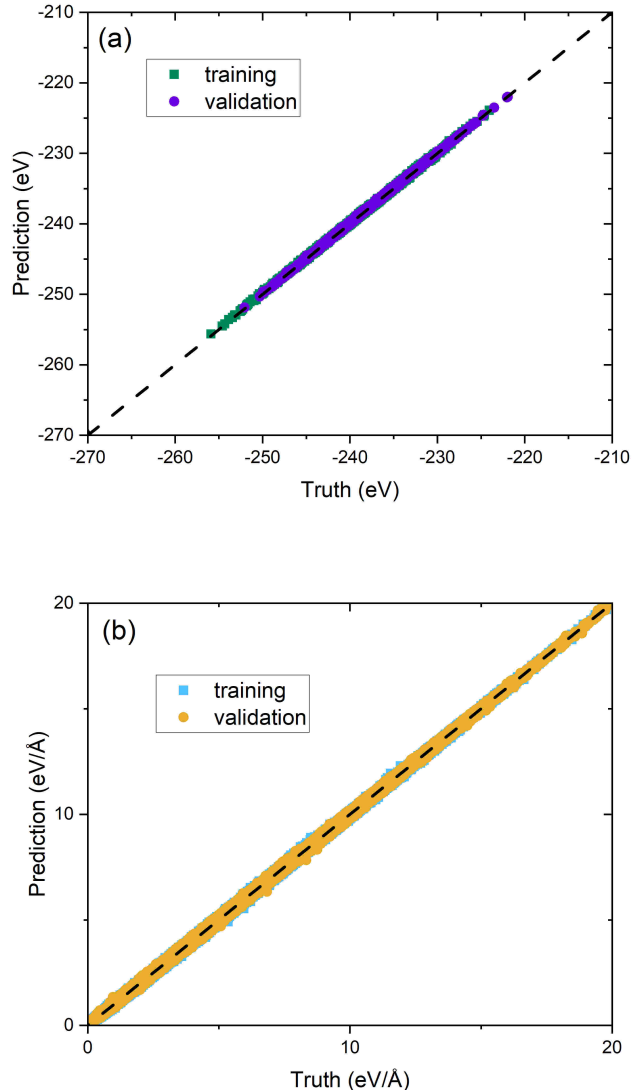 (a)
training
validation
-210
-220
-230
-240
-250
-260
-270
Prediction (eV)
-270 -260 -250 -240 -230 -220 -210
Truth (eV)
(b)
training
validation
20
10
0
Prediction (eV/Å)
0 10 20
Truth (eV/Å)